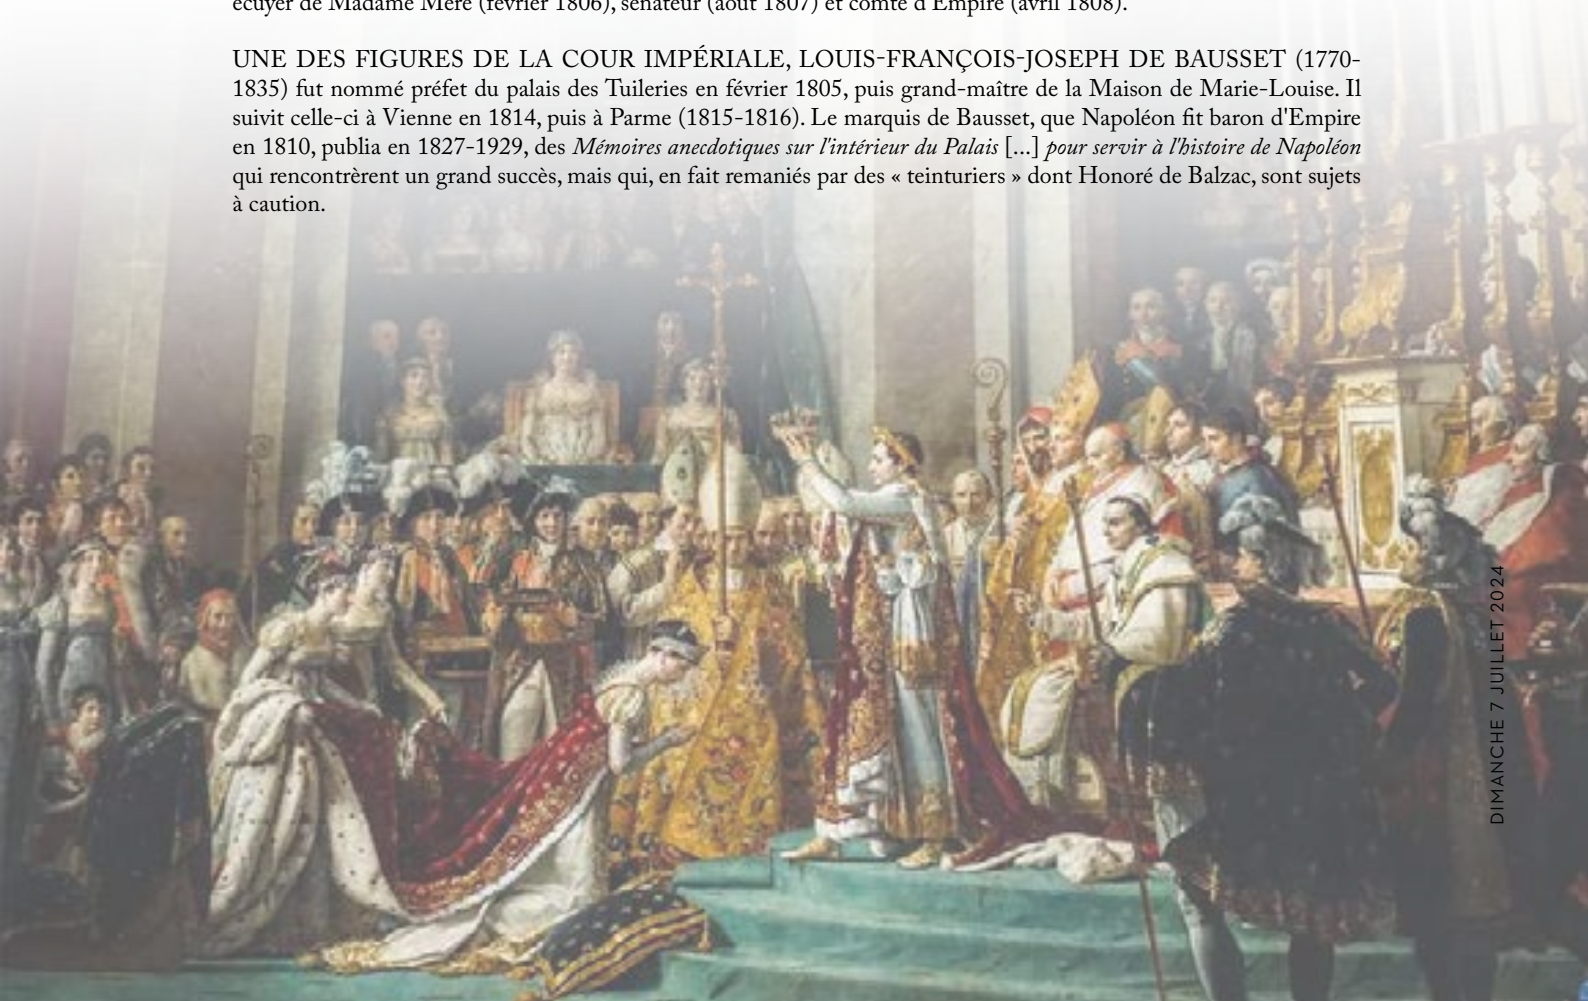 écuyer de Madame Mère (février 1806), sénateur (août 1807) et comte d'Empire (avril 1808).
UNE DES FIGURES DE LA COUR IMPÉRIALE, LOUIS-FRANÇOIS-JOSEPH DE BAUSSET (1770-
1835) fut nommé préfet du palais des Tuileries en février 1805, puis grand-maître de la Maison de Marie-Louise. Il
suivit celle-ci à Vienne en 1814, puis à Parme (1815-1816). Le marquis de Bausset, que Napoléon fit baron d'Empire
en 1810, publia en 1827-1929, des Mémoires anecdotiques sur l'intérieur du Palais [...] pour servir à l'histoire de Napoléon
qui rencontrèrent un grand succès, mais qui, en fait remaniés par des « teinturiers » dont Honoré de Balzac, sont sujets
à caution.
DIMANCHE 7 JUILLET 2024